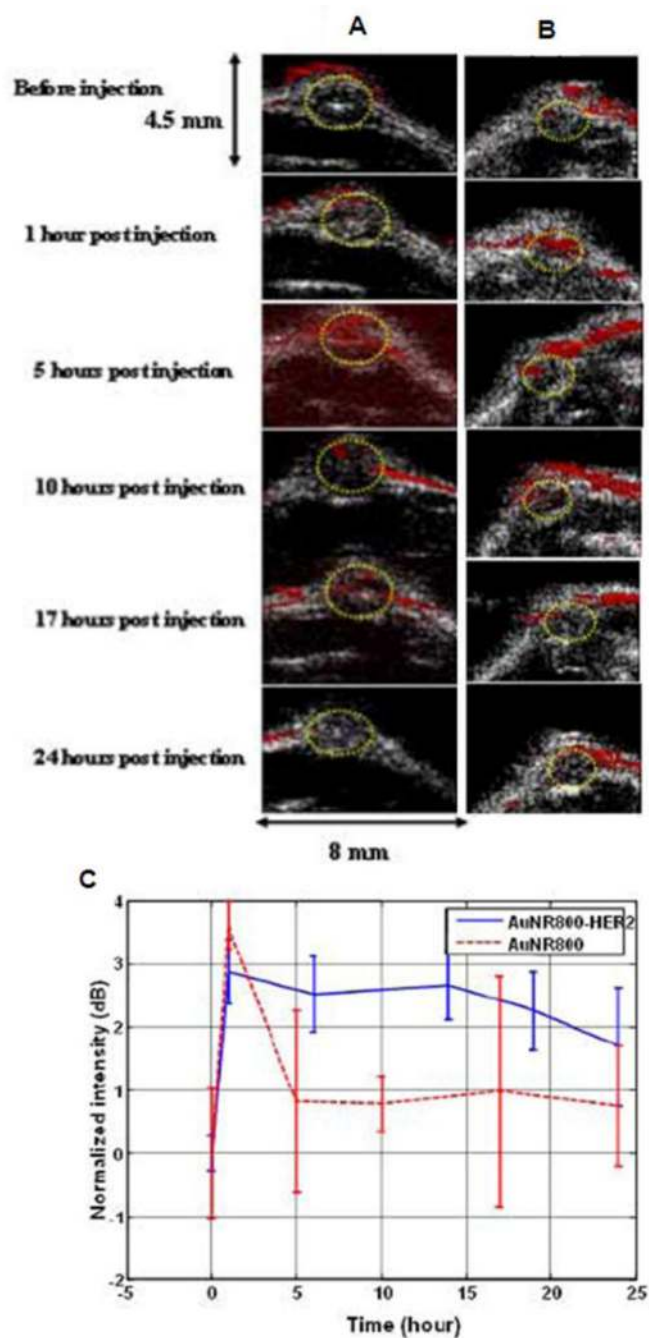 A B
Before injection
4.5 mm
1 hour post injection
5 hours post injection
10 hours post injection
17 hours post injection
24 hours post injection
8 mm
C
4
3
2
1
0
-1
-2
-5 0 5 10 15 20 25
Normalized intensity (dB)
Time (hour)
AuNR800-HER2
AuNR800